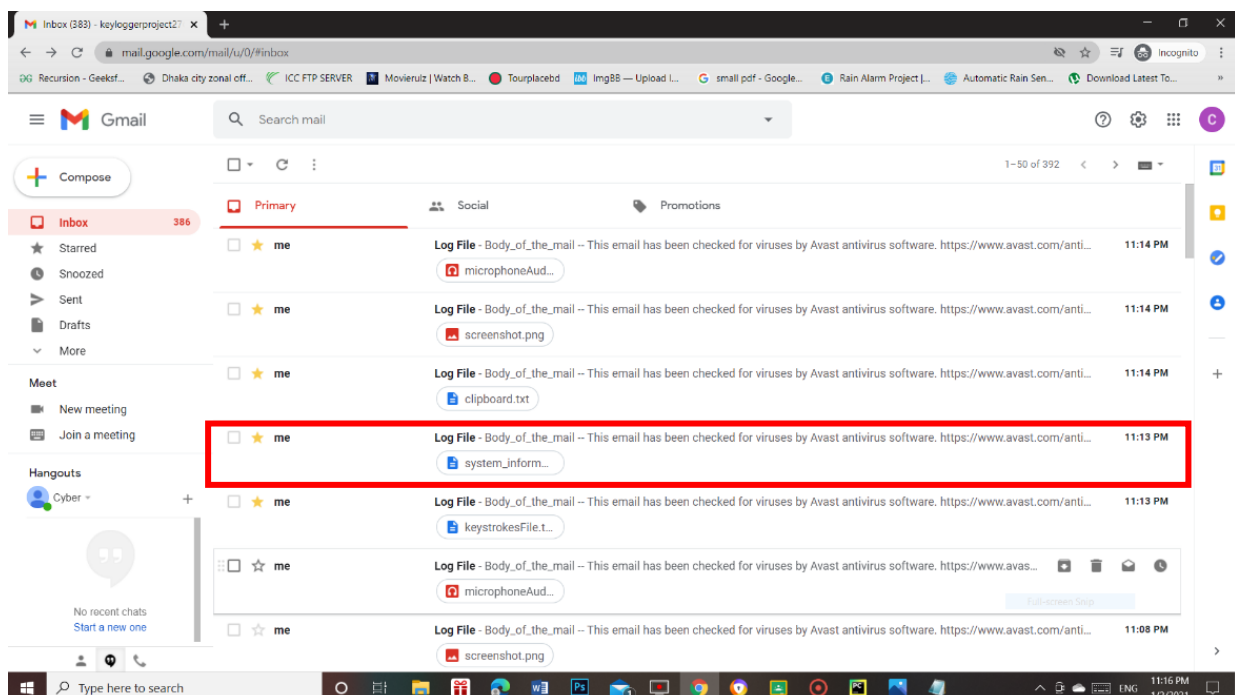 Inbox (383) - keyloggerproject27
mail.google.com/mail/u/0/#inbox
Incognito
Recursion - Geeksf...
Dhaka city zonal off...
ICC FTP SERVER
Movierulz | Watch B...
Tourplacebd
ImgBB — Upload I...
small pdf - Google...
Rain Alarm Project |...
Automatic Rain Sen...
Download Latest To...
Gmail
Search mail
C
Compose
1–50 of 392
Primary
Social
Promotions
Inbox 386
Starred
Snoozed
Sent
Drafts
More
Meet
New meeting
Join a meeting
Hangouts
Cyber
No recent chats
Start a new one
me Log File - Body_of_the_mail -- This email has been checked for viruses by Avast antivirus software. https://www.avast.com/anti... 11:14 PM
microphoneAud...
me Log File - Body_of_the_mail -- This email has been checked for viruses by Avast antivirus software. https://www.avast.com/anti... 11:14 PM
screenshot.png
me Log File - Body_of_the_mail -- This email has been checked for viruses by Avast antivirus software. https://www.avast.com/anti... 11:14 PM
clipboard.txt
me Log File - Body_of_the_mail -- This email has been checked for viruses by Avast antivirus software. https://www.avast.com/anti... 11:13 PM
system_inform...
me Log File - Body_of_the_mail -- This email has been checked for viruses by Avast antivirus software. https://www.avast.com/anti... 11:13 PM
keystrokesFile.t...
me Log File - Body_of_the_mail -- This email has been checked for viruses by Avast antivirus software. https://www.avas...
microphoneAud...
Full-screen Snip
me Log File - Body_of_the_mail -- This email has been checked for viruses by Avast antivirus software. https://www.avast.com/anti... 11:08 PM
screenshot.png
Type here to search
ENG
11:16 PM